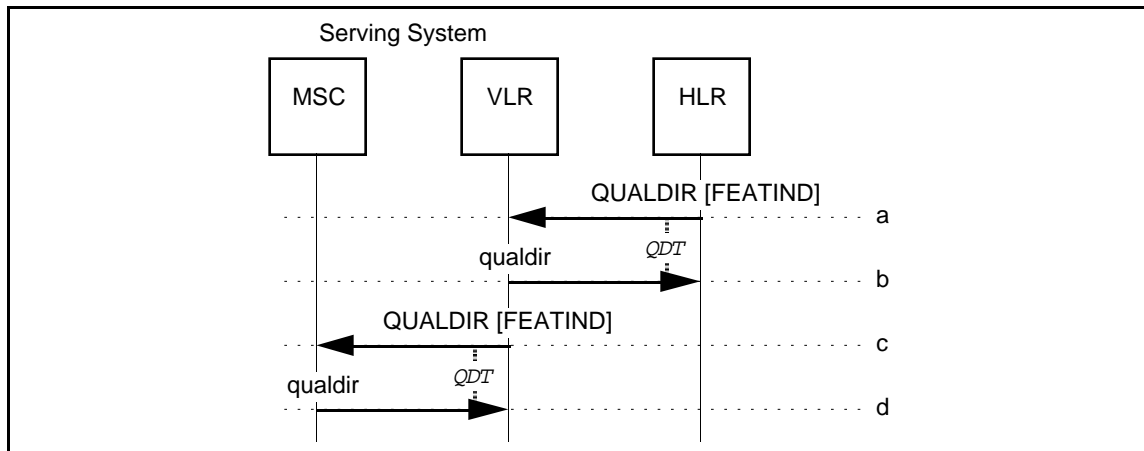 Serving System
MSC
VLR
HLR
QUALDIR [FEATIND]
a
QDT
qualdir
b
QUALDIR [FEATIND]
c
QDT
qualdir
d